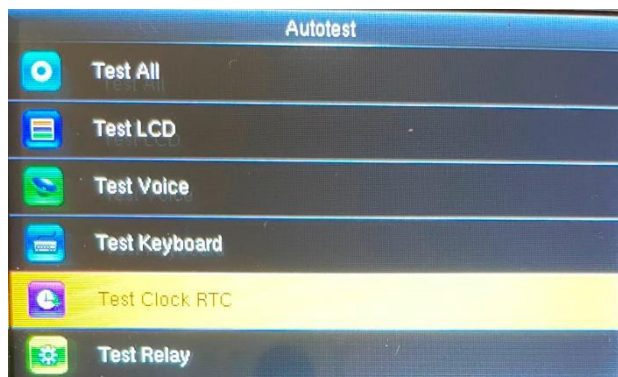 Autotest
Test All
Test LCD
Test Voice
Test Keyboard
Test Clock RTC
Test Relay